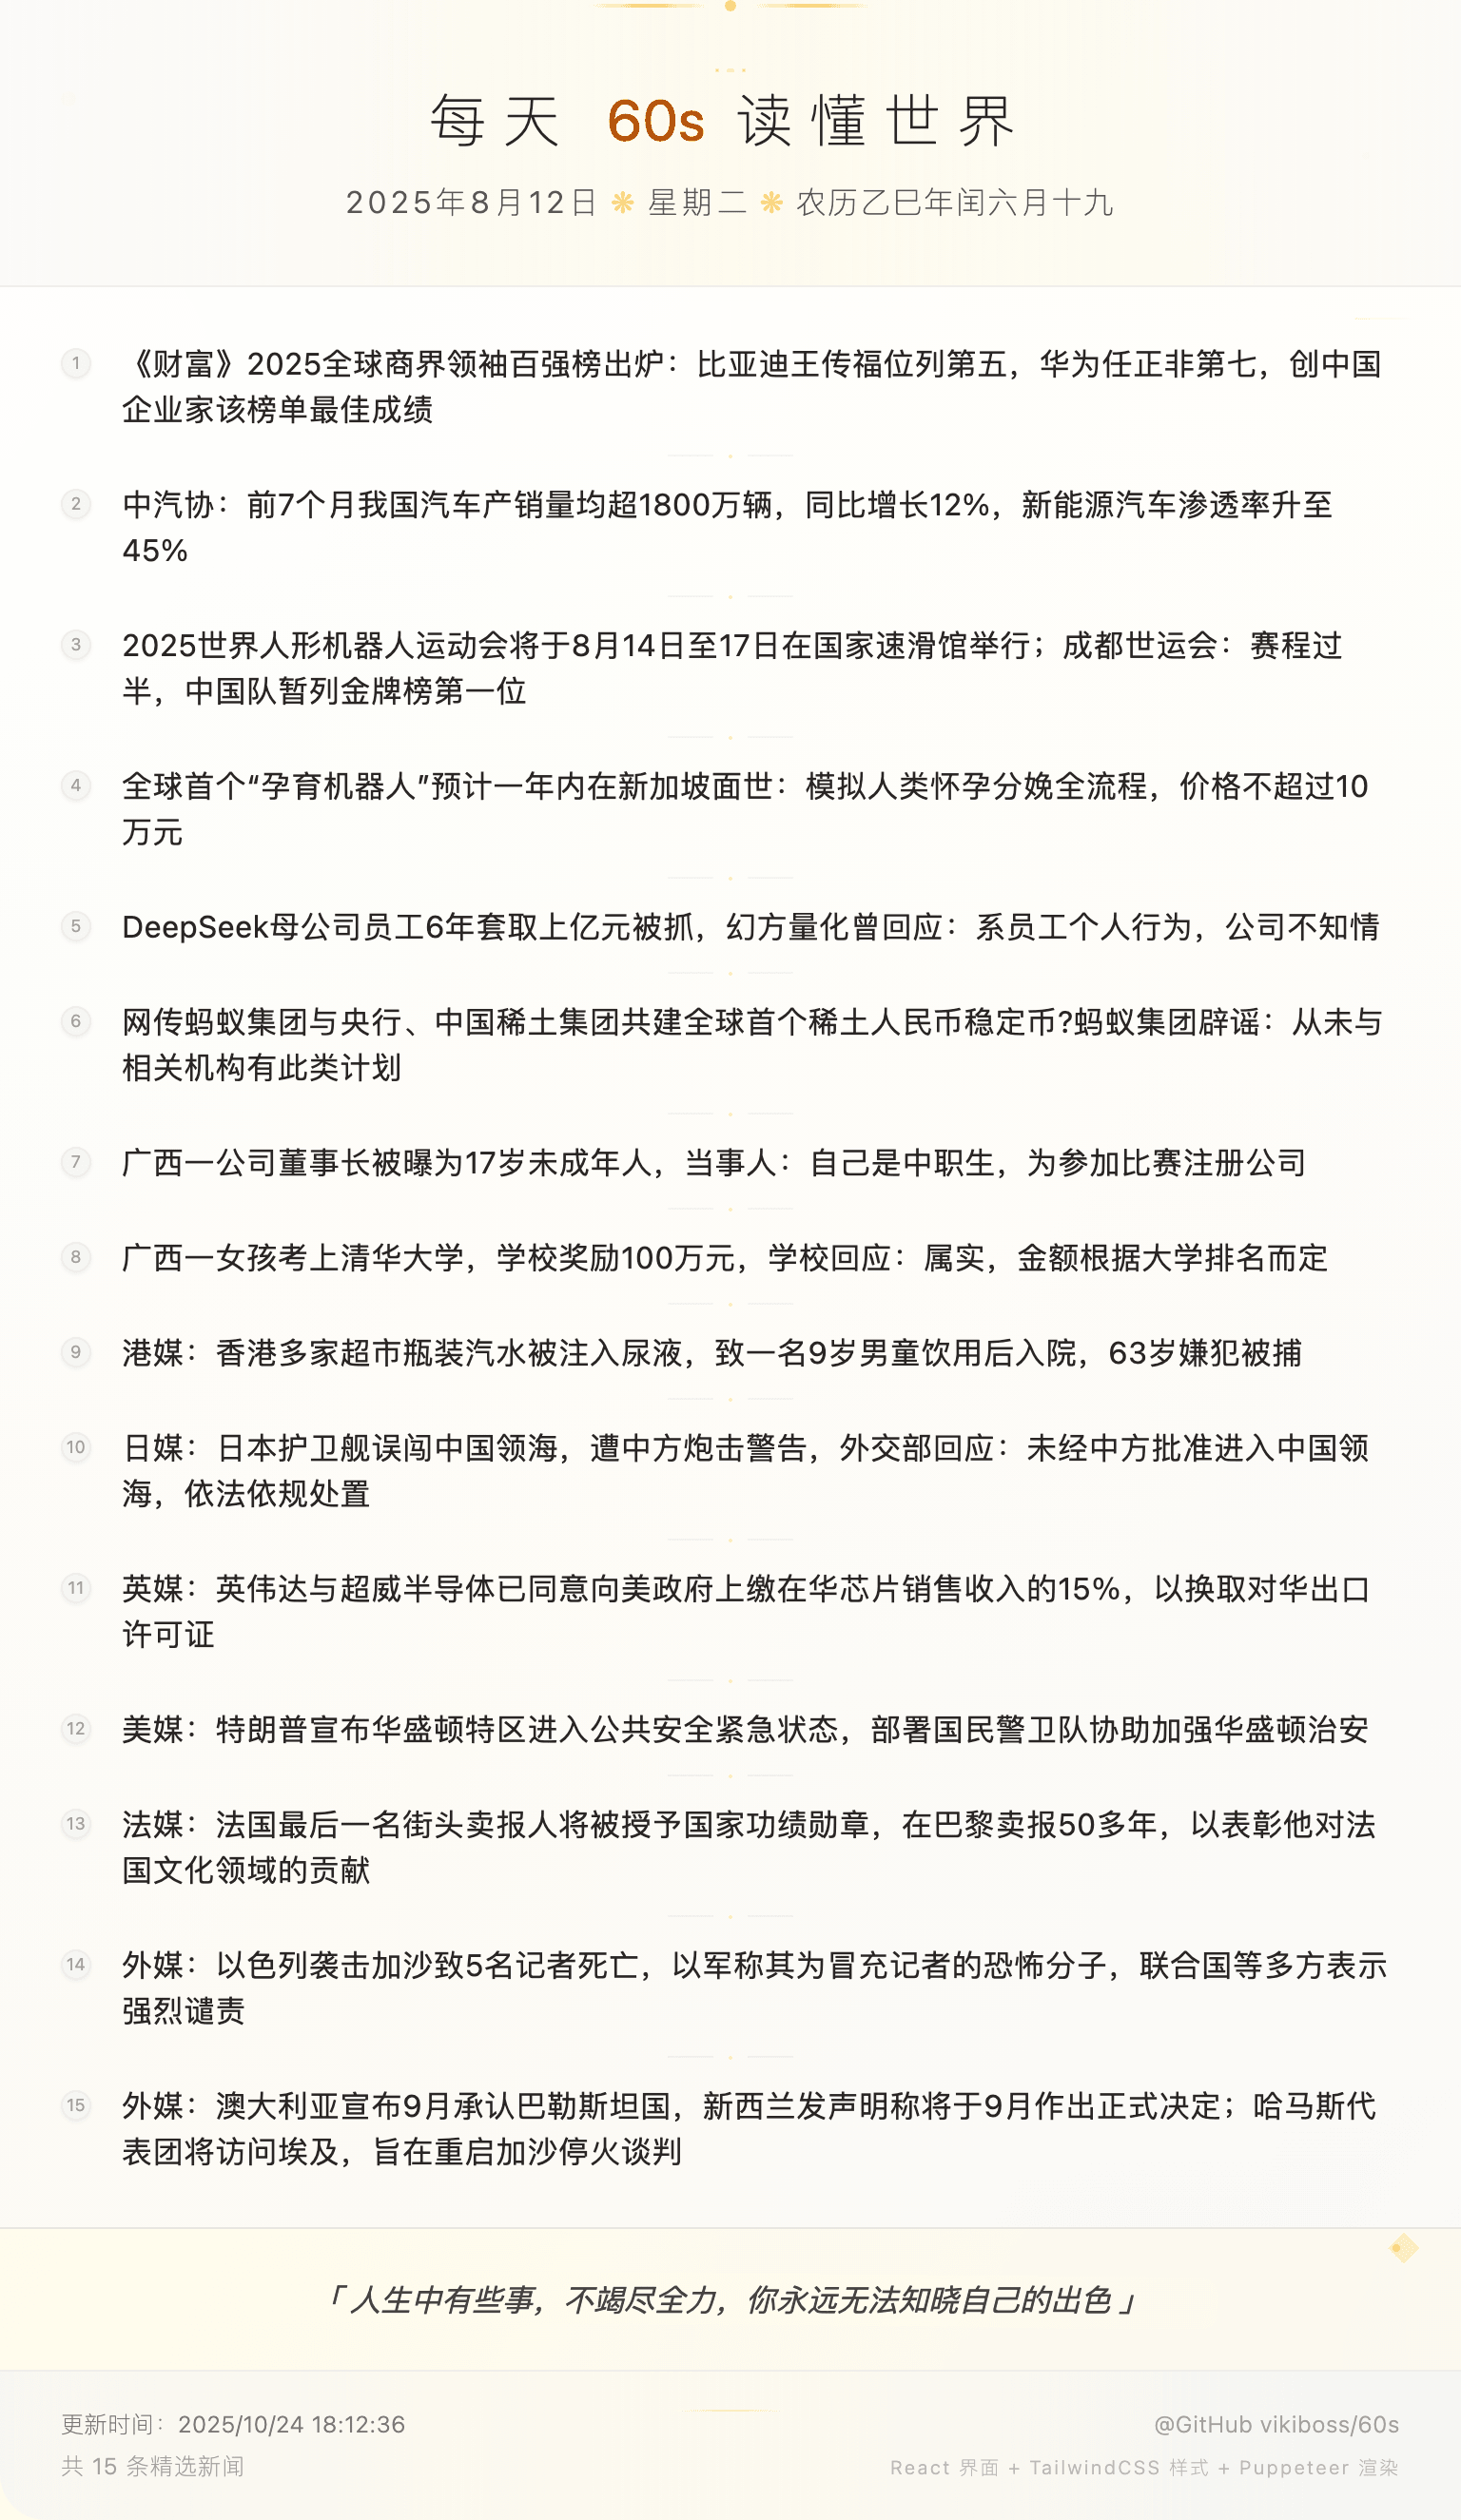 每天 60s 读懂世界
2025年8月12日 ❋ 星期二 ❋ 农历乙巳年闰六月十九
1 《财富》2025全球商界领袖百强榜出炉：比亚迪王传福位列第五，华为任正非第七，创中国
企业家该榜单最佳成绩
2 中汽协：前7个月我国汽车产销量均超1800万辆，同比增长12%，新能源汽车渗透率升至
45%
3 2025世界人形机器人运动会将于8月14日至17日在国家速滑馆举行；成都世运会：赛程过
半，中国队暂列金牌榜第一位
4 全球首个“孕育机器人”预计一年内在新加坡面世：模拟人类怀孕分娩全流程，价格不超过10
万元
5 DeepSeek母公司员工6年套取上亿元被抓，幻方量化曾回应：系员工个人行为，公司不知情
6 网传蚂蚁集团与央行、中国稀土集团共建全球首个稀土人民币稳定币?蚂蚁集团辟谣：从未与
相关机构有此类计划
7 广西一公司董事长被曝为17岁未成年人，当事人：自己是中职生，为参加比赛注册公司
8 广西一女孩考上清华大学，学校奖励100万元，学校回应：属实，金额根据大学排名而定
9 港媒：香港多家超市瓶装汽水被注入尿液，致一名9岁男童饮用后入院，63岁嫌犯被捕
10 日媒：日本护卫舰误闯中国领海，遭中方炮击警告，外交部回应：未经中方批准进入中国领
海，依法依规处置
11 英媒：英伟达与超威半导体已同意向美政府上缴在华芯片销售收入的15%，以换取对华出口
许可证
12 美媒：特朗普宣布华盛顿特区进入公共安全紧急状态，部署国民警卫队协助加强华盛顿治安
13 法媒：法国最后一名街头卖报人将被授予国家功绩勋章，在巴黎卖报50多年，以表彰他对法
国文化领域的贡献
14 外媒：以色列袭击加沙致5名记者死亡，以军称其为冒充记者的恐怖分子，联合国等多方表示
强烈谴责
15 外媒：澳大利亚宣布9月承认巴勒斯坦国，新西兰发声明称将于9月作出正式决定；哈马斯代
表团将访问埃及，旨在重启加沙停火谈判
「人生中有些事，不竭尽全力，你永远无法知晓自己的出色」
更新时间：2025/10/24 18:12:36
@GitHub vikiboss/60s
共 15 条精选新闻
React 界面 + TailwindCSS 样式 + Puppeteer 渲染